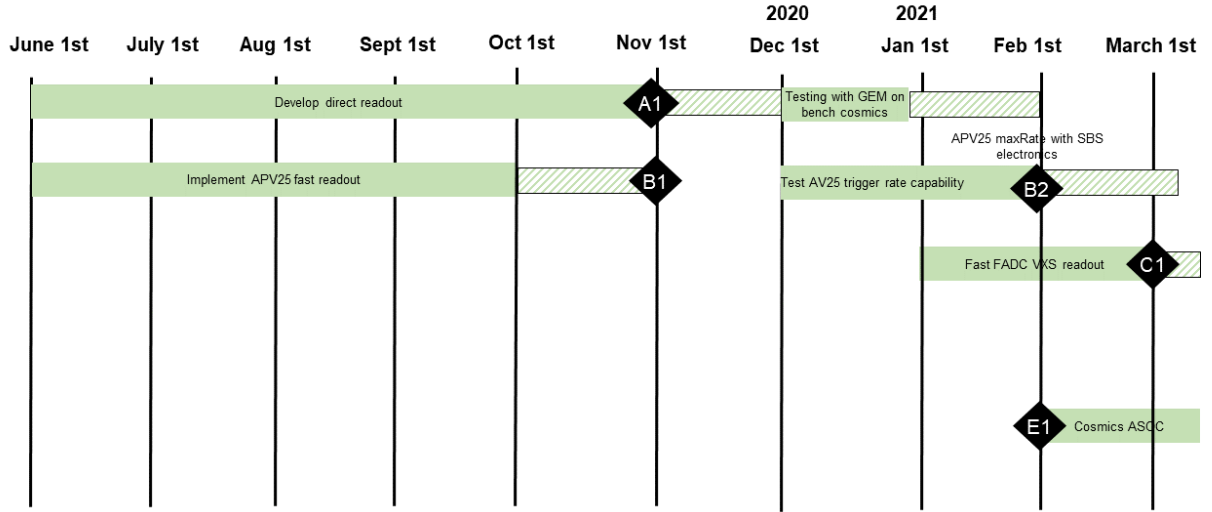 2020 2021
June 1st July 1st Aug 1st Sept 1st Oct 1st Nov 1st Dec 1st Jan 1st Feb 1st March 1st
Develop direct readout
A1
Testing with GEM on
bench cosmics
APV25 maxRate with SBS
electronics
Implement APV25 fast readout
B1
Test AV25 trigger rate capability
B2
Fast FADC VXS readout
C1
E1
Cosmics ASOC